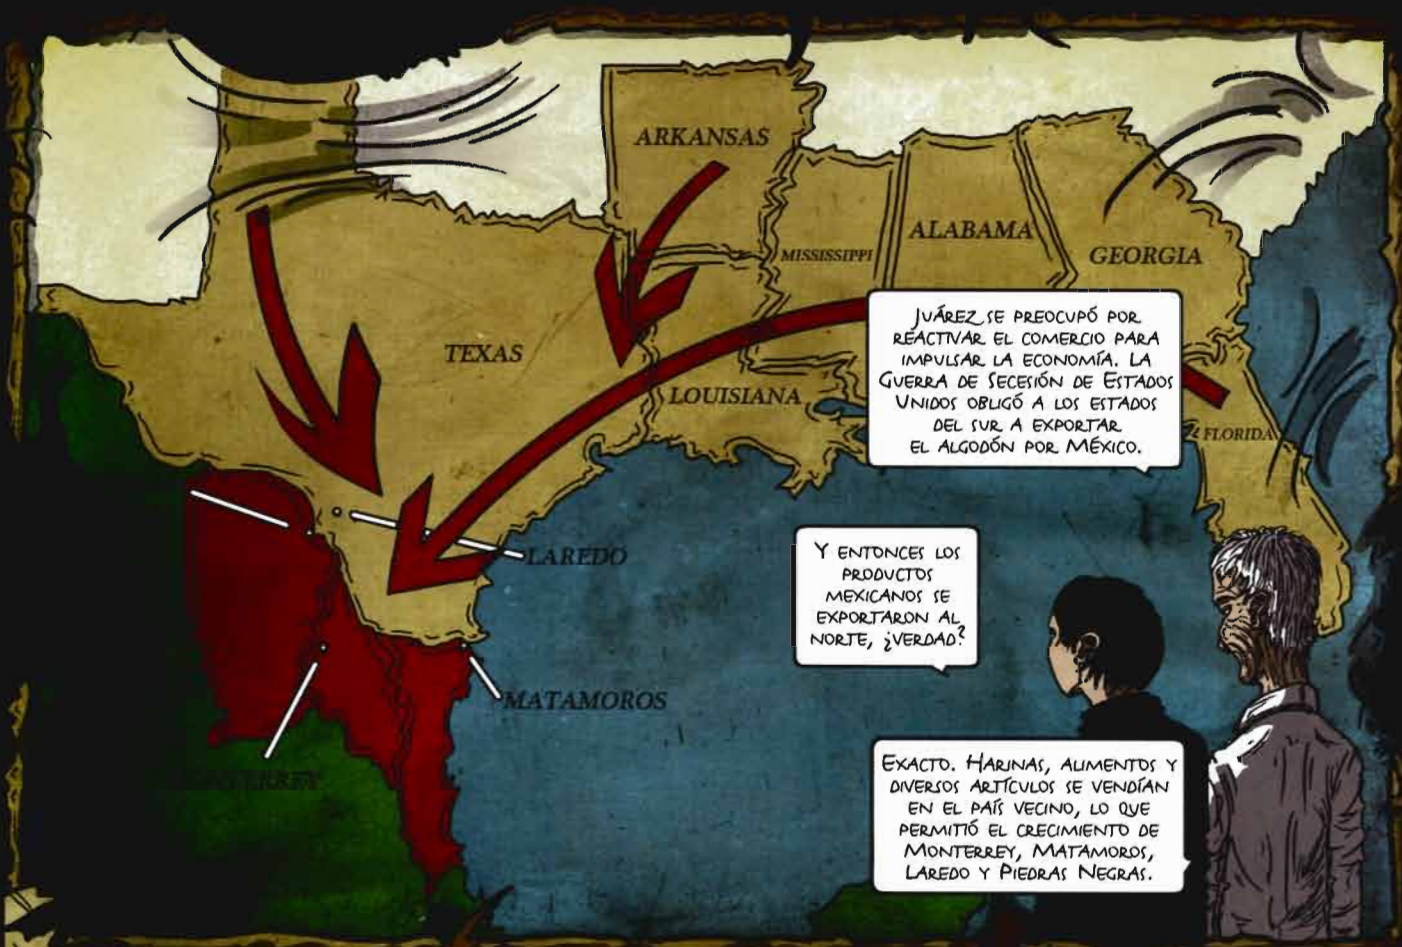 ARKANSAS
MISSISSIPPI
ALABAMA
GEORGIA
TEXAS
LOUISIANA
FLORIDA
JUÁREZ SE PREOCUPÓ POR
REACTIVAR EL COMERCIO PARA
IMPULSAR LA ECONOMÍA. LA
GUERRA DE SECESIÓN DE ESTADOS
UNIDOS OBLIGÓ A LOS ESTADOS
DEL SUR A EXPORTAR
EL ALGODÓN POR MÉXICO.
LAREDO
Y ENTONCES LOS
PRODUCTOS
MEXICANOS SE
EXPORTARON AL
NORTE, ¿VERDAD?
MATAMOROS
MONTERREY
EXACTO. HARINAS, ALIMENTOS Y
DIVERSOS ARTÍCULOS SE VENDÍAN
EN EL PAÍS VECINO, LO QUE
PERMITIÓ EL CRECIMIENTO DE
MONTERREY, MATAMOROS,
LAREDO Y PIEDRAS NEGRAS.